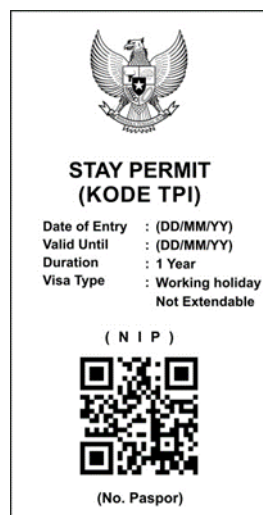 STAY PERMIT
(KODE TPI)
Date of Entry : (DD/MM/YY)
Valid Until : (DD/MM/YY)
Duration : 1 Year
Visa Type : Working holiday
Not Extendable
( N I P )
(No. Paspor)